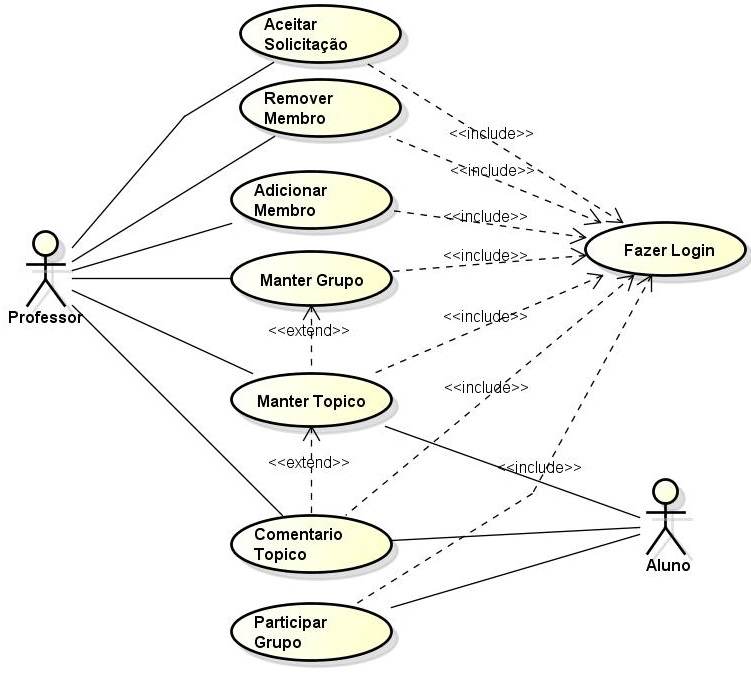 Aceitar
Solicitação
Remover
Membro
<<include>>
<<include>>
Adicionar
Membro
<<include>>
Fazer Login
Manter Grupo
<<include>>
Professor
<<extend>>
<<include>>
Manter Topico
<<include>>
<<extend>>
<<include>>
Comentario
Topico
Aluno
Participar
Grupo